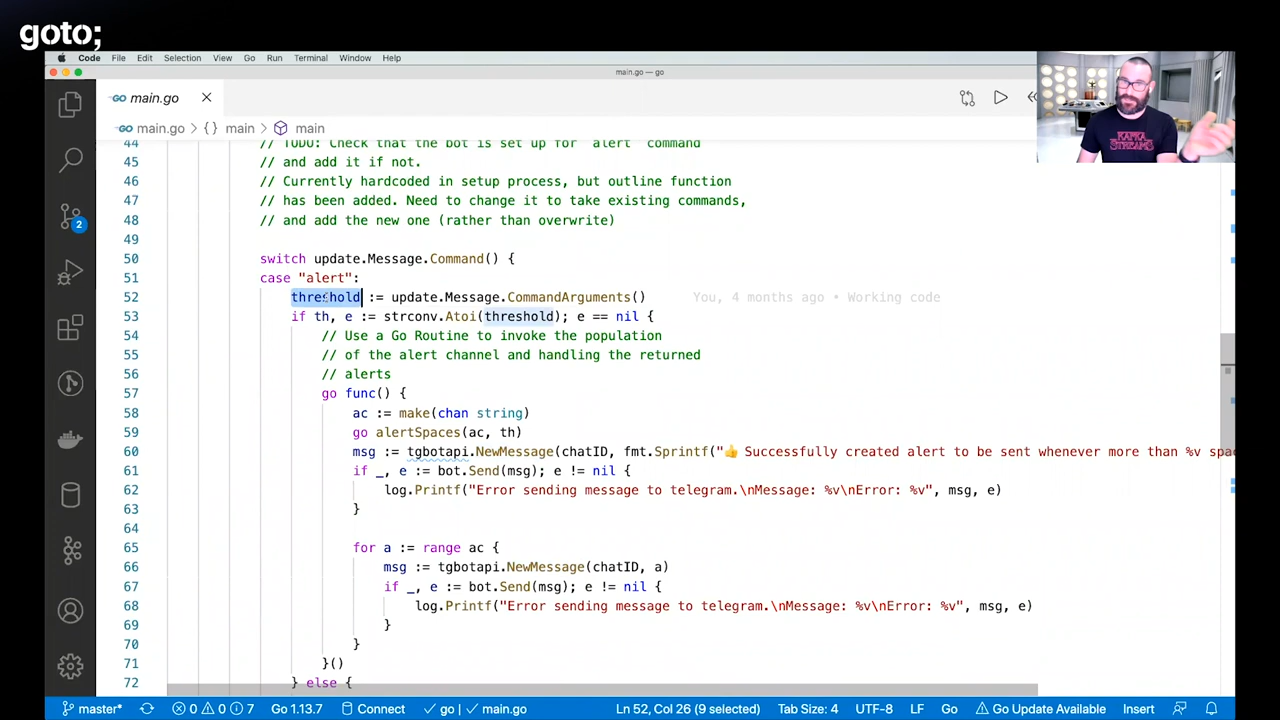 goto;
Code File Edit Selection View Go Run Terminal Window Help
main.go — go
GO main.go
GO main.go > {} main > main
44 // TODO: Check that the bot is set up for alert command
45 // and add it if not.
46 // Currently hardcoded in setup process, but outline function
47 // has been added. Need to change it to take existing commands,
48 // and add the new one (rather than overwrite)
49
50 switch update.Message.Command() {
51 case "alert":
52 threshold := update.Message.CommandArguments() You, 4 months ago • Working code
53 if th, e := strconv.Atoi(threshold); e == nil {
54 // Use a Go Routine to invoke the population
55 // of the alert channel and handling the returned
56 // alerts
57 go func() {
58 ac := make(chan string)
59 go alertSpaces(ac, th)
60 msg := tgbotapi.NewMessage(chatID, fmt.Sprintf("👍 Successfully created alert to be sent whenever more than %v spac
61 if _, e := bot.Send(msg); e != nil {
62 log.Printf("Error sending message to telegram.\nMessage: %v\nError: %v", msg, e)
63 }
64
65 for a := range ac {
66 msg := tgbotapi.NewMessage(chatID, a)
67 if _, e := bot.Send(msg); e != nil {
68 log.Printf("Error sending message to telegram.\nMessage: %v\nError: %v", msg, e)
69 }
70 }
71 }()
72 } else {
2
KAFKA
STREAMS
master* 0 0 7 Go 1.13.7 Connect go | main.go Ln 52, Col 26 (9 selected) Tab Size: 4 UTF-8 LF Go Go Update Available Insert